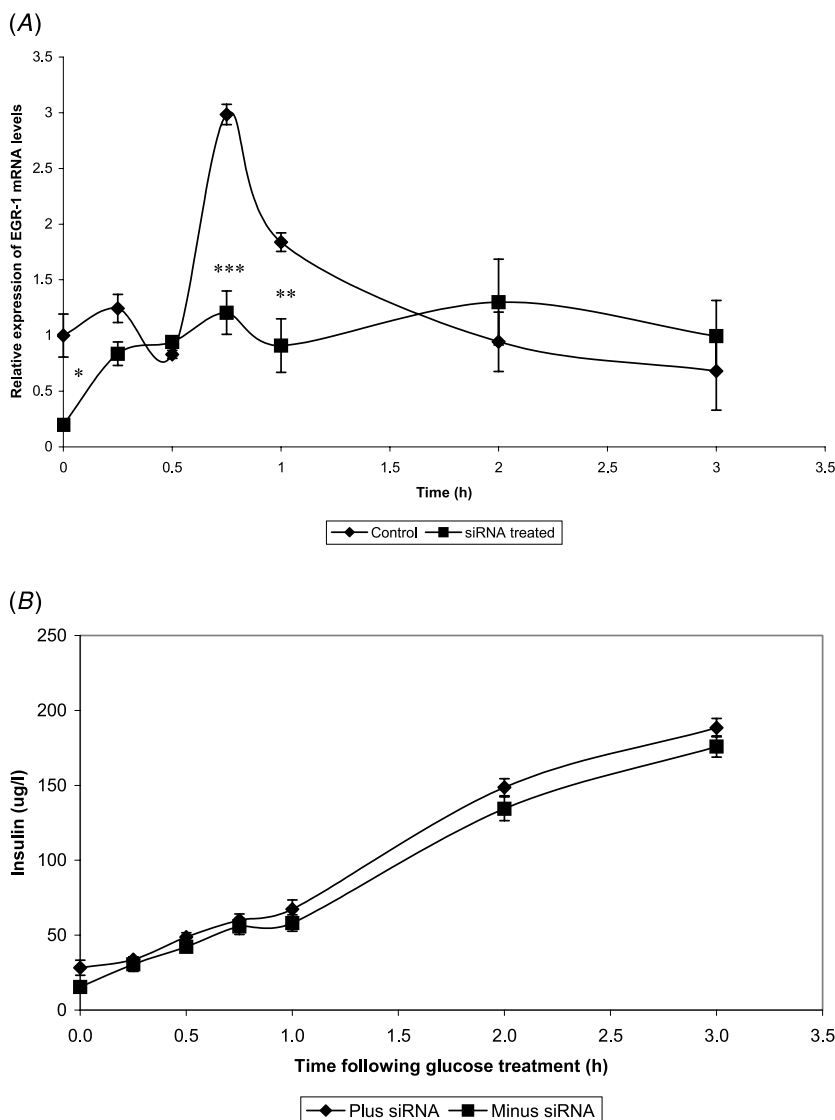 (A)
3.5
3
2.5
2
1.5
1
0.5
0
Relative expression of EGR-1 mRNA levels
*
***
**
0 0.5 1 1.5 2 2.5 3 3.5
Time (h)
Control siRNA treated
(B)
250
200
150
100
50
0
Insulin (ug/l)
0.0 0.5 1.0 1.5 2.0 2.5 3.0 3.5
Time following glucose treatment (h)
Plus siRNA Minus siRNA